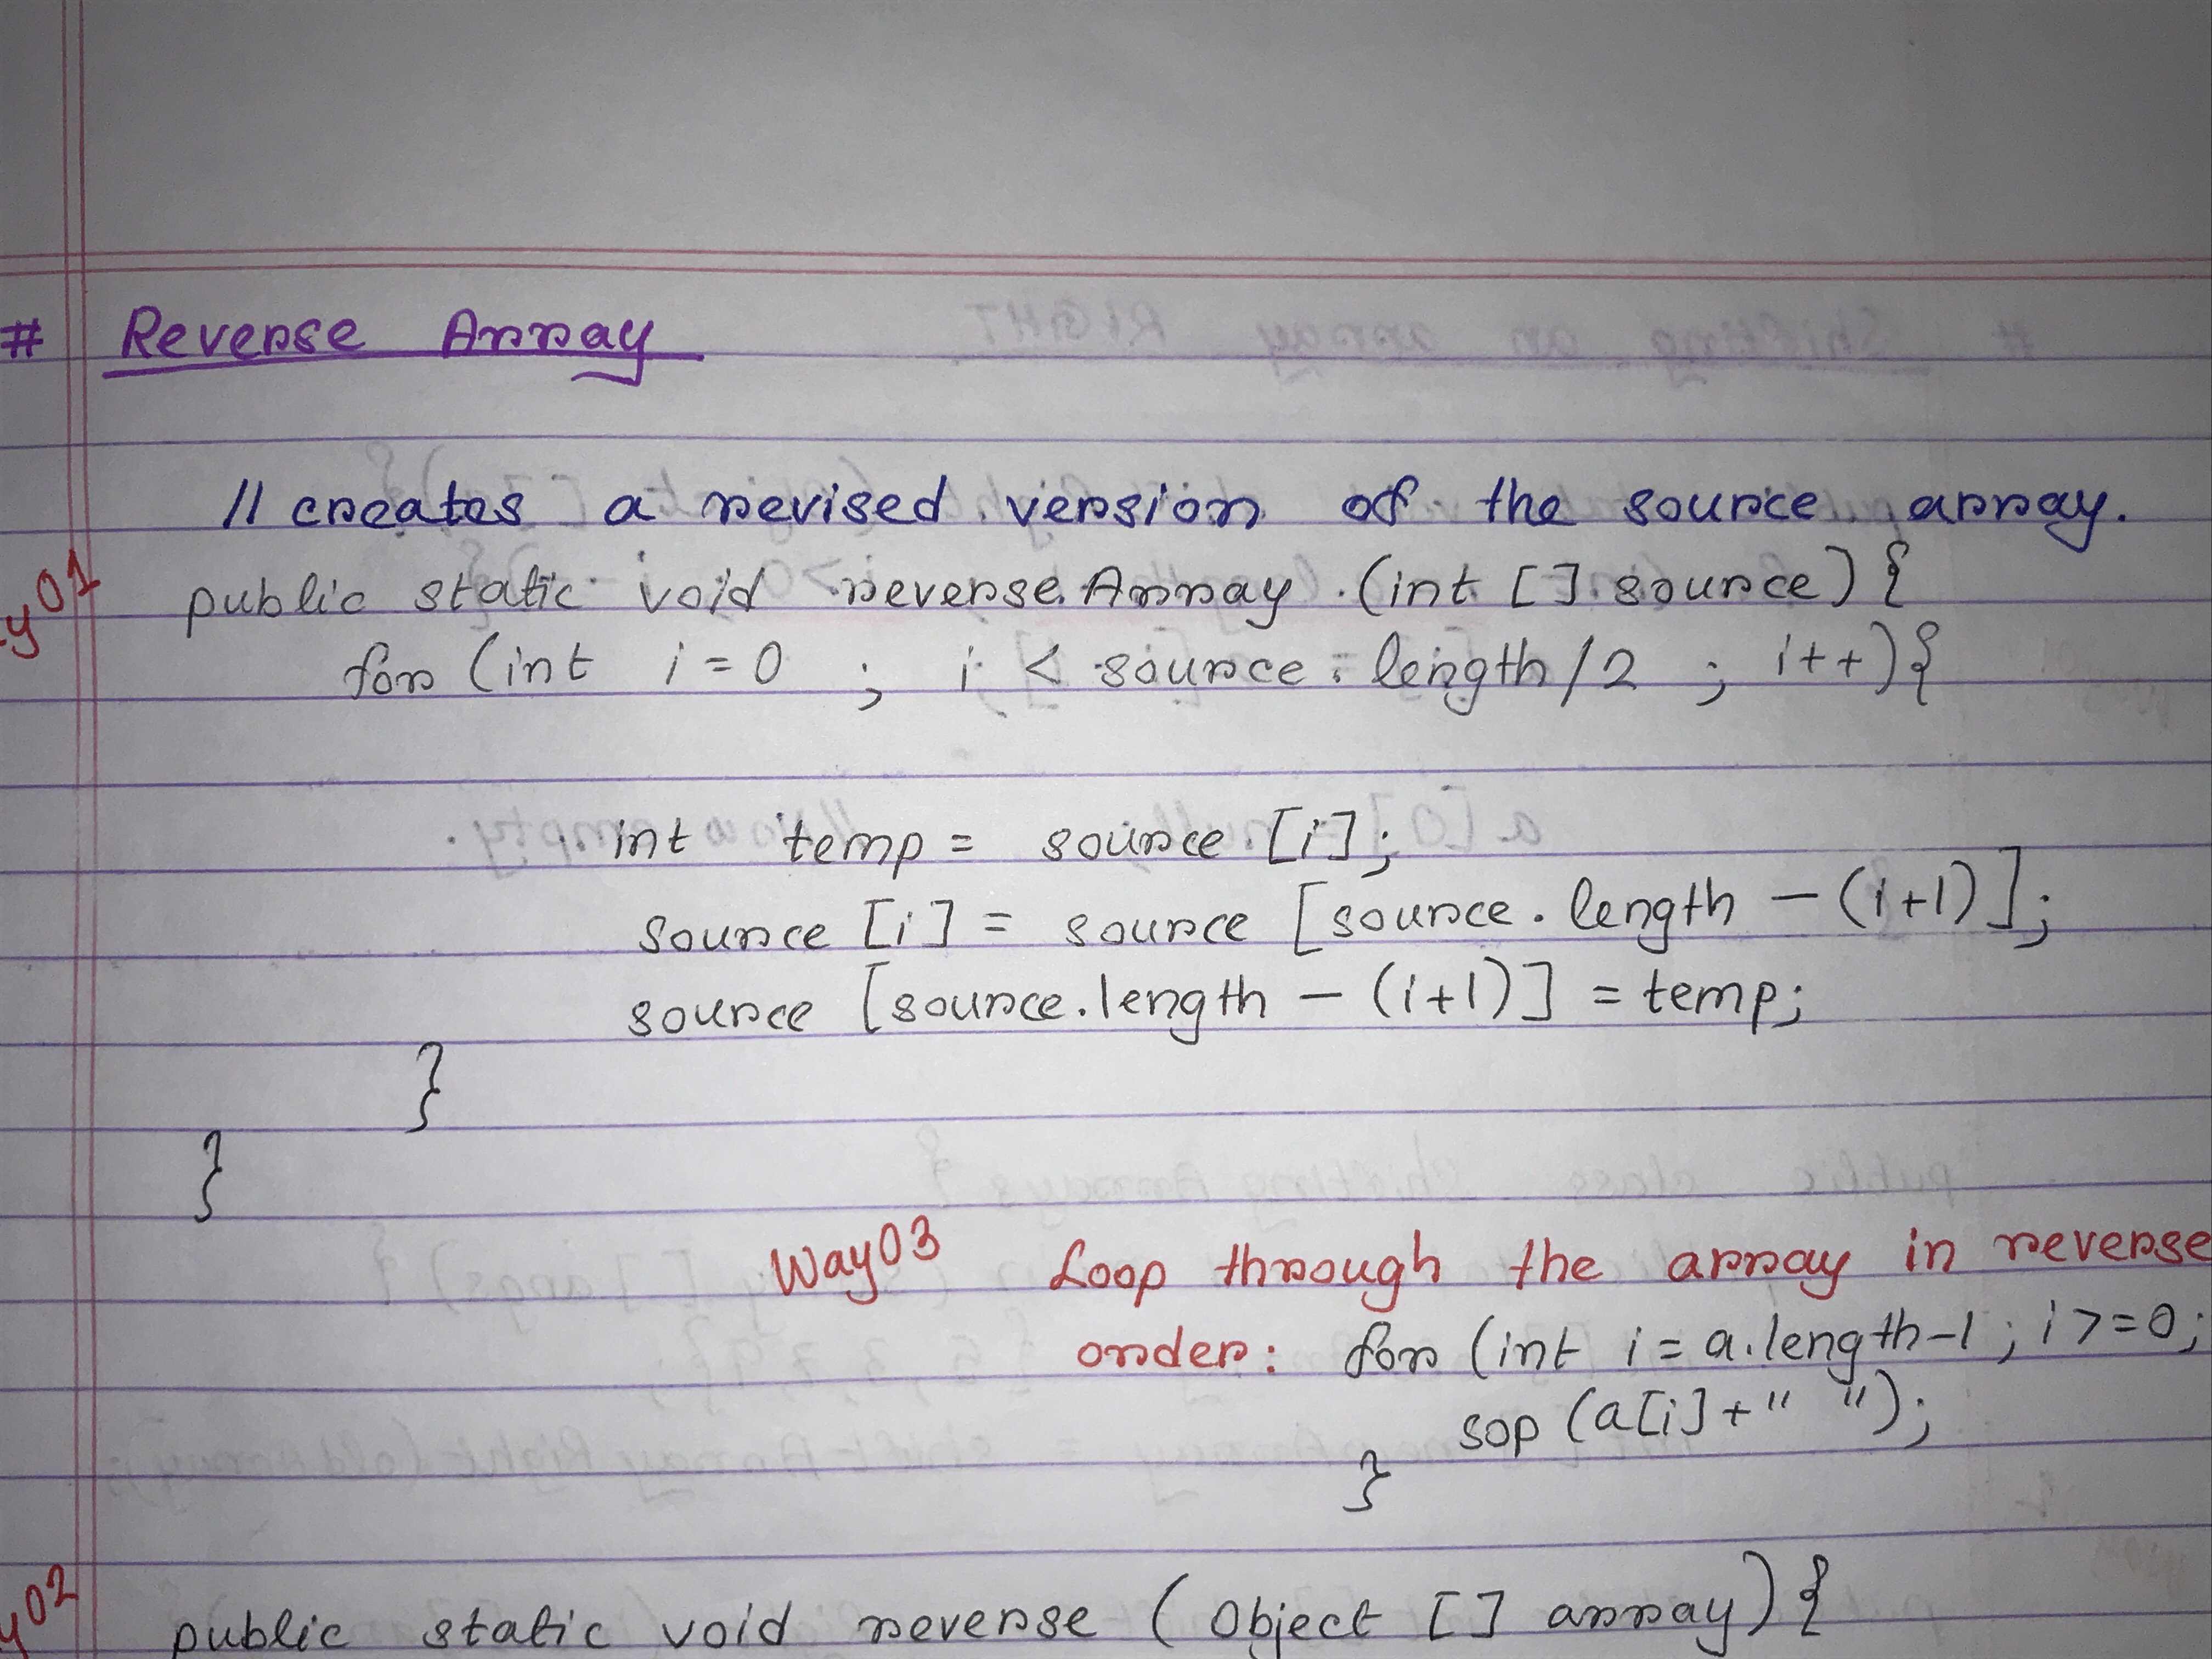 # Reverse Array
// creates a revised version of the source array.
y01 public static void reverseArray (int [] source) {
for (int i = 0 ; i < source.length/2 ; i++) {
int temp = source [i];
source [i] = source [source.length - (i+1)];
source [source.length - (i+1)] = temp;
}
}
Way03 Loop through the array in reverse
order: for (int i = a.length-1 ; i >= 0 ;
sop (a[i] + " ");
}
y02 public static void reverse (Object [] array) {